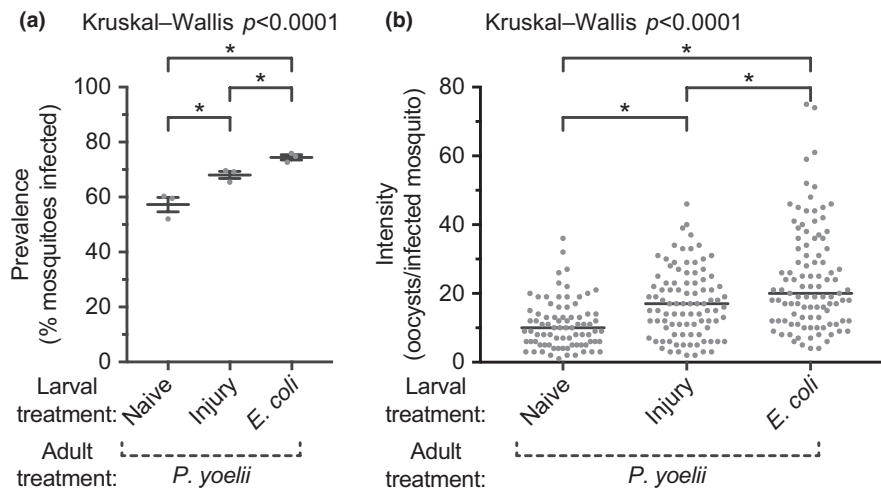 (a) Kruskal–Wallis p<0.0001
*
* *
Prevalence
(% mosquitoes infected)
100
80
60
40
20
0
Larval
treatment:
Naive Injury E. coli
Adult
treatment:
P. yoelii
(b) Kruskal–Wallis p<0.0001
*
* *
Intensity
(oocysts/infected mosquito)
80
60
40
20
0
Larval
treatment:
Naive Injury E. coli
Adult
treatment:
P. yoelii